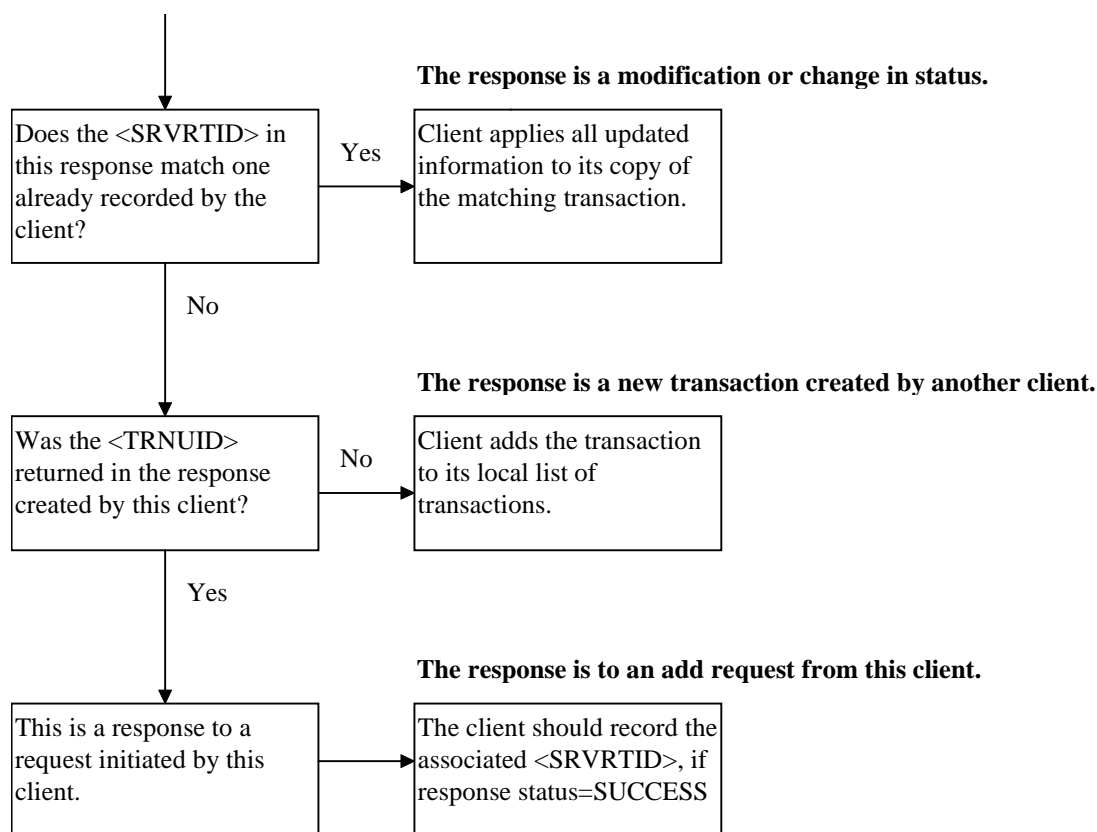 The response is a modification or change in status.
Does the <SRVRTID> in
this response match one
already recorded by the
client?
Yes
Client applies all updated
information to its copy of
the matching transaction.
No
The response is a new transaction created by another client.
Was the <TRNUID>
returned in the response
created by this client?
No
Client adds the transaction
to its local list of
transactions.
Yes
The response is to an add request from this client.
This is a response to a
request initiated by this
client.
The client should record the
associated <SRVRTID>, if
response status=SUCCESS